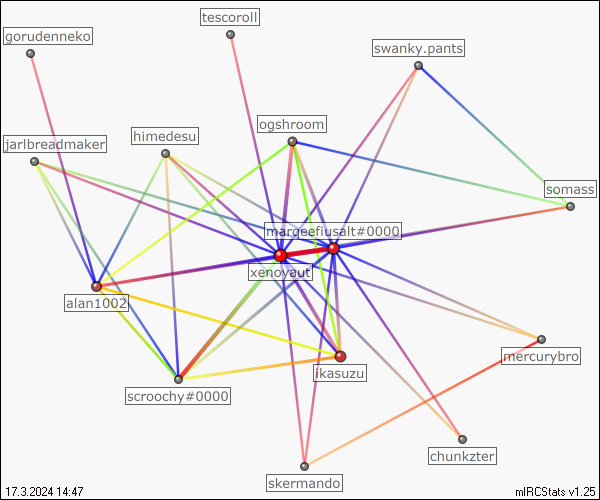 tescoroll
gorudenneko
swanky.pants
ogshroom
himedesu
jarlbreadmaker
somass
margeefiusalt#0000
xenoyaut
alan1002
mercurybro
ikasuzu
scroochy#0000
chunkzter
skermando
17.3.2024 14:47
mIRCStats v1.25